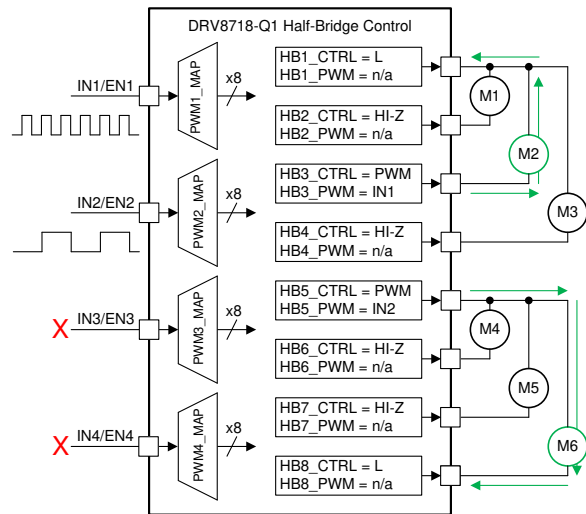 DRV8718-Q1 Half-Bridge Control
IN1/EN1
PWM1_MAP
x8
HB1_CTRL = L
HB1_PWM = n/a
M1
HB2_CTRL = HI-Z
HB2_PWM = n/a
M2
IN2/EN2
PWM2_MAP
x8
HB3_CTRL = PWM
HB3_PWM = IN1
M3
HB4_CTRL = HI-Z
HB4_PWM = n/a
X
IN3/EN3
PWM3_MAP
x8
HB5_CTRL = PWM
HB5_PWM = IN2
M4
HB6_CTRL = HI-Z
HB6_PWM = n/a
M5
X
IN4/EN4
PWM4_MAP
x8
HB7_CTRL = HI-Z
HB7_PWM = n/a
M6
HB8_CTRL = L
HB8_PWM = n/a